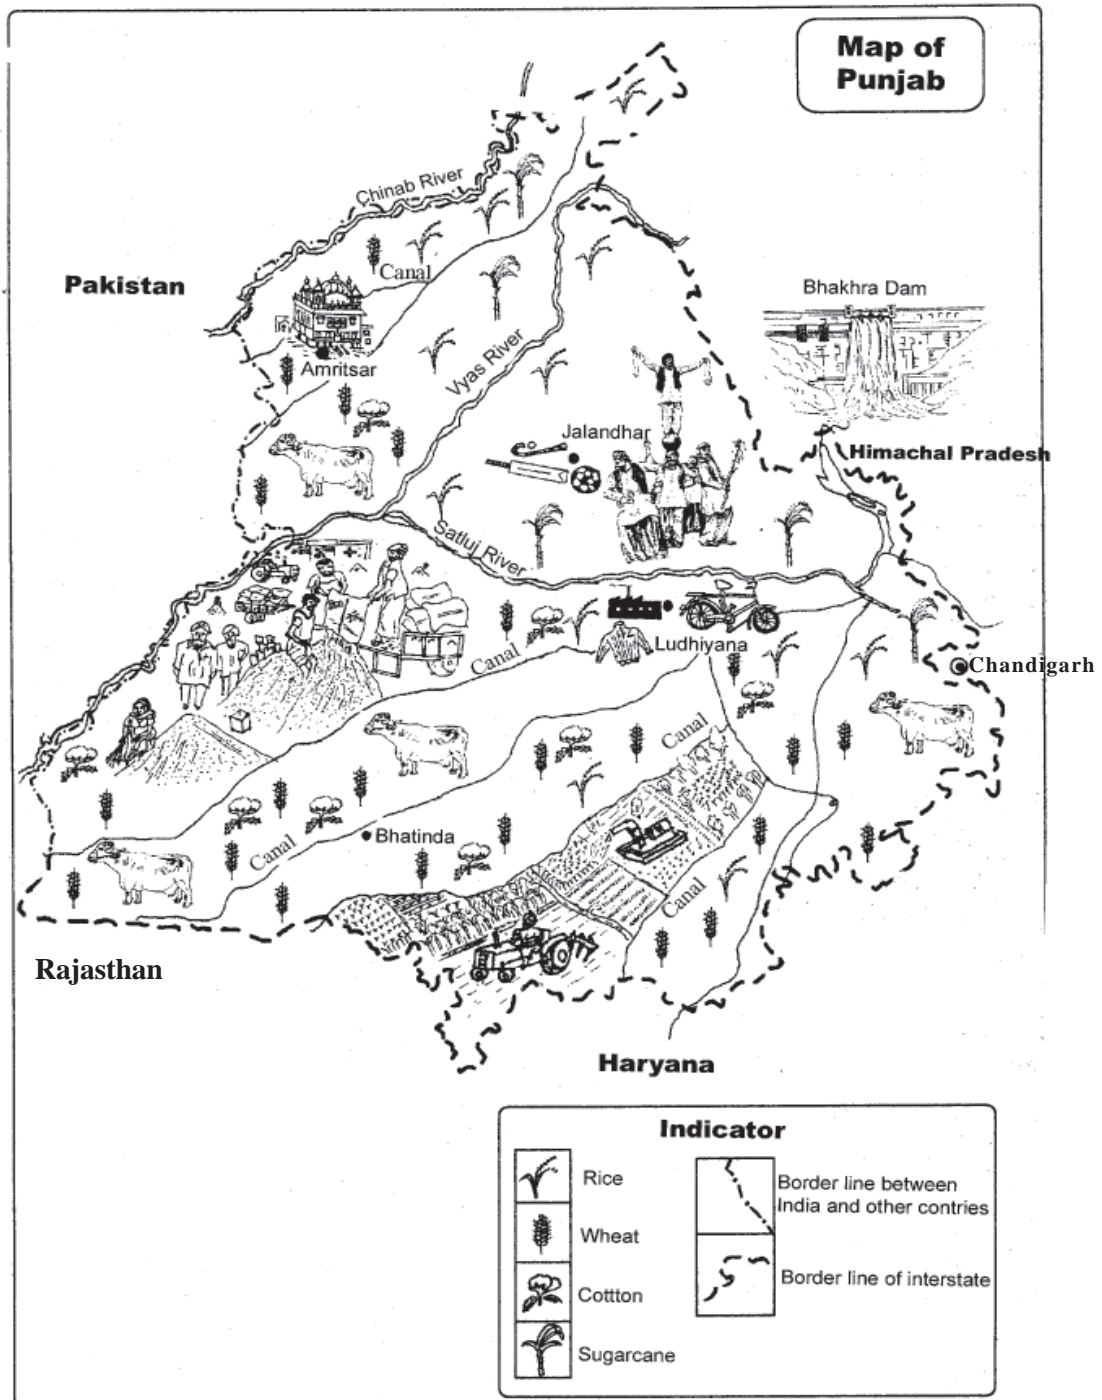 Map of
Punjab
Chinab River
Pakistan
Canal
Bhakhra Dam
Amritsar
Vyas River
Jalandhar
Himachal Pradesh
Satluj River
Ludhiyana
Canal
Chandigarh
Canal
Bhatinda
Canal
Canal
Rajasthan
Haryana
Indicator
Rice
Wheat
Cottton
Sugarcane
Border line between
India and other contries
Border line of interstate